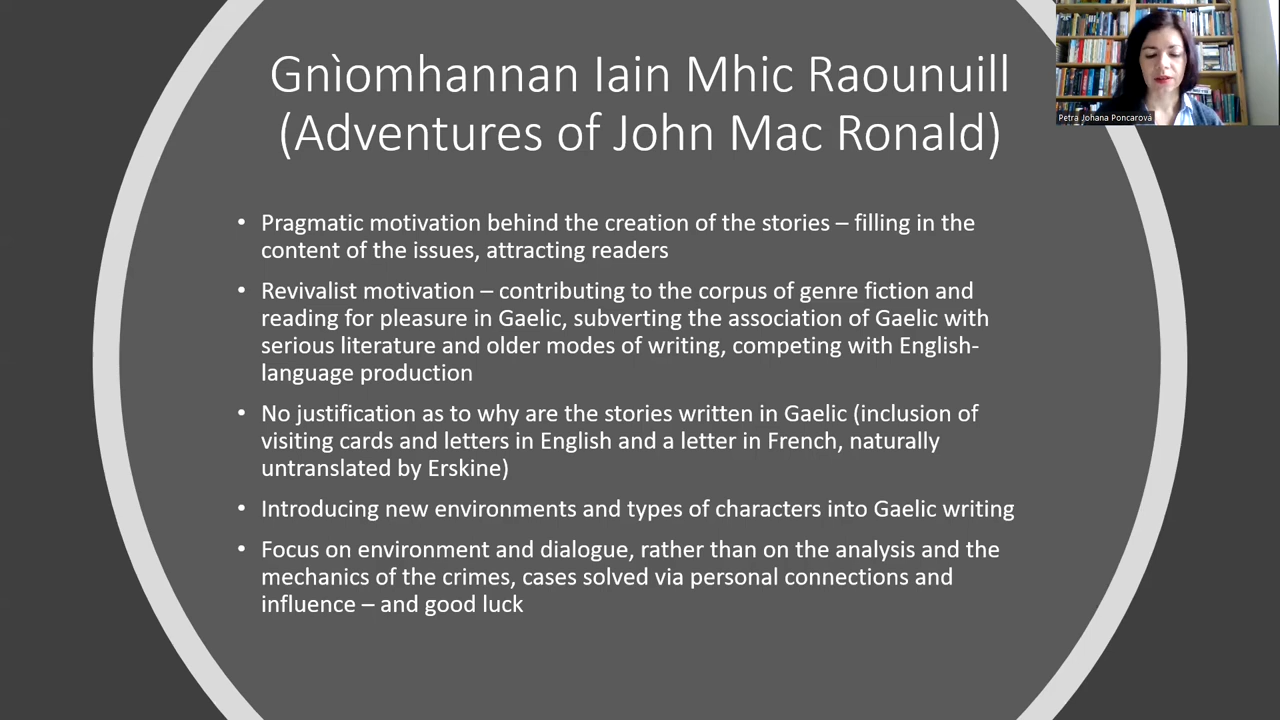 Gnìomhannan Iain Mhic Raounuill
(Adventures of John Mac Ronald)
Petra Johana Poncarová
• Pragmatic motivation behind the creation of the stories – filling in the
content of the issues, attracting readers
• Revivalist motivation – contributing to the corpus of genre fiction and
reading for pleasure in Gaelic, subverting the association of Gaelic with
serious literature and older modes of writing, competing with English-
language production
• No justification as to why are the stories written in Gaelic (inclusion of
visiting cards and letters in English and a letter in French, naturally
untranslated by Erskine)
• Introducing new environments and types of characters into Gaelic writing
• Focus on environment and dialogue, rather than on the analysis and the
mechanics of the crimes, cases solved via personal connections and
influence – and good luck